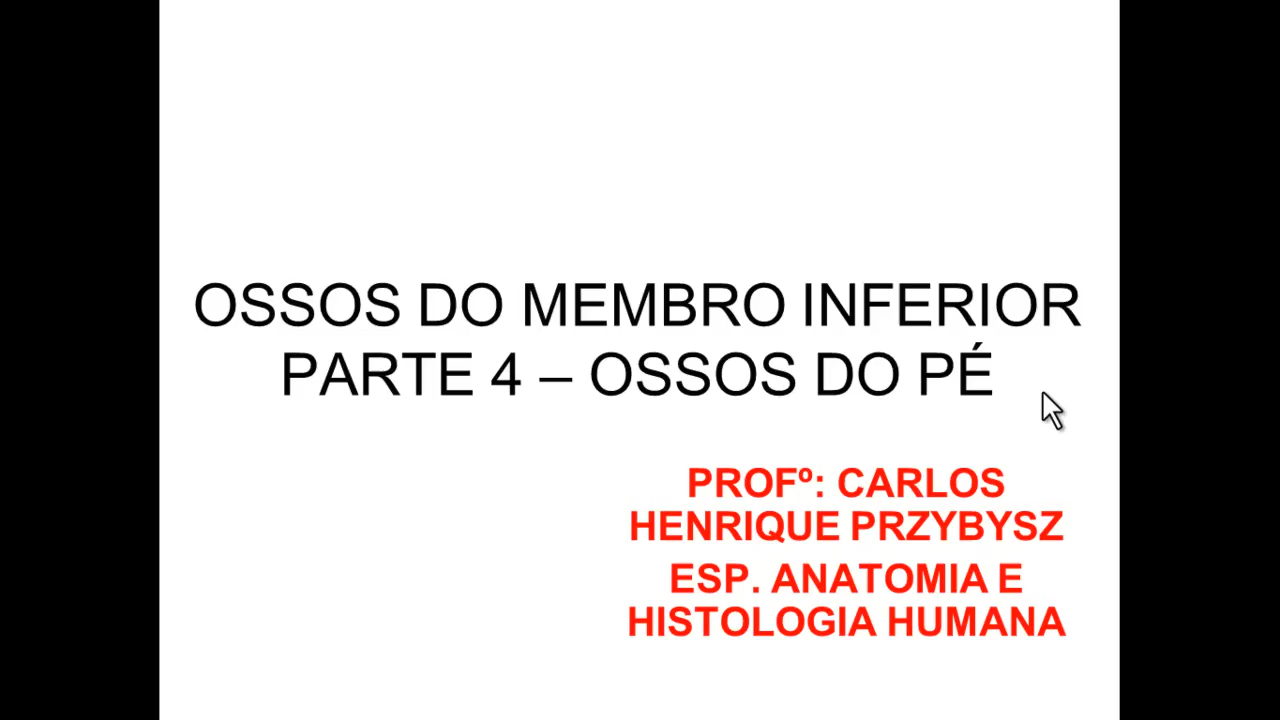 OSSOS DO MEMBRO INFERIOR
PARTE 4 – OSSOS DO PÉ
PROFº: CARLOS
HENRIQUE PRZYBYSZ
ESP. ANATOMIA E
HISTOLOGIA HUMANA